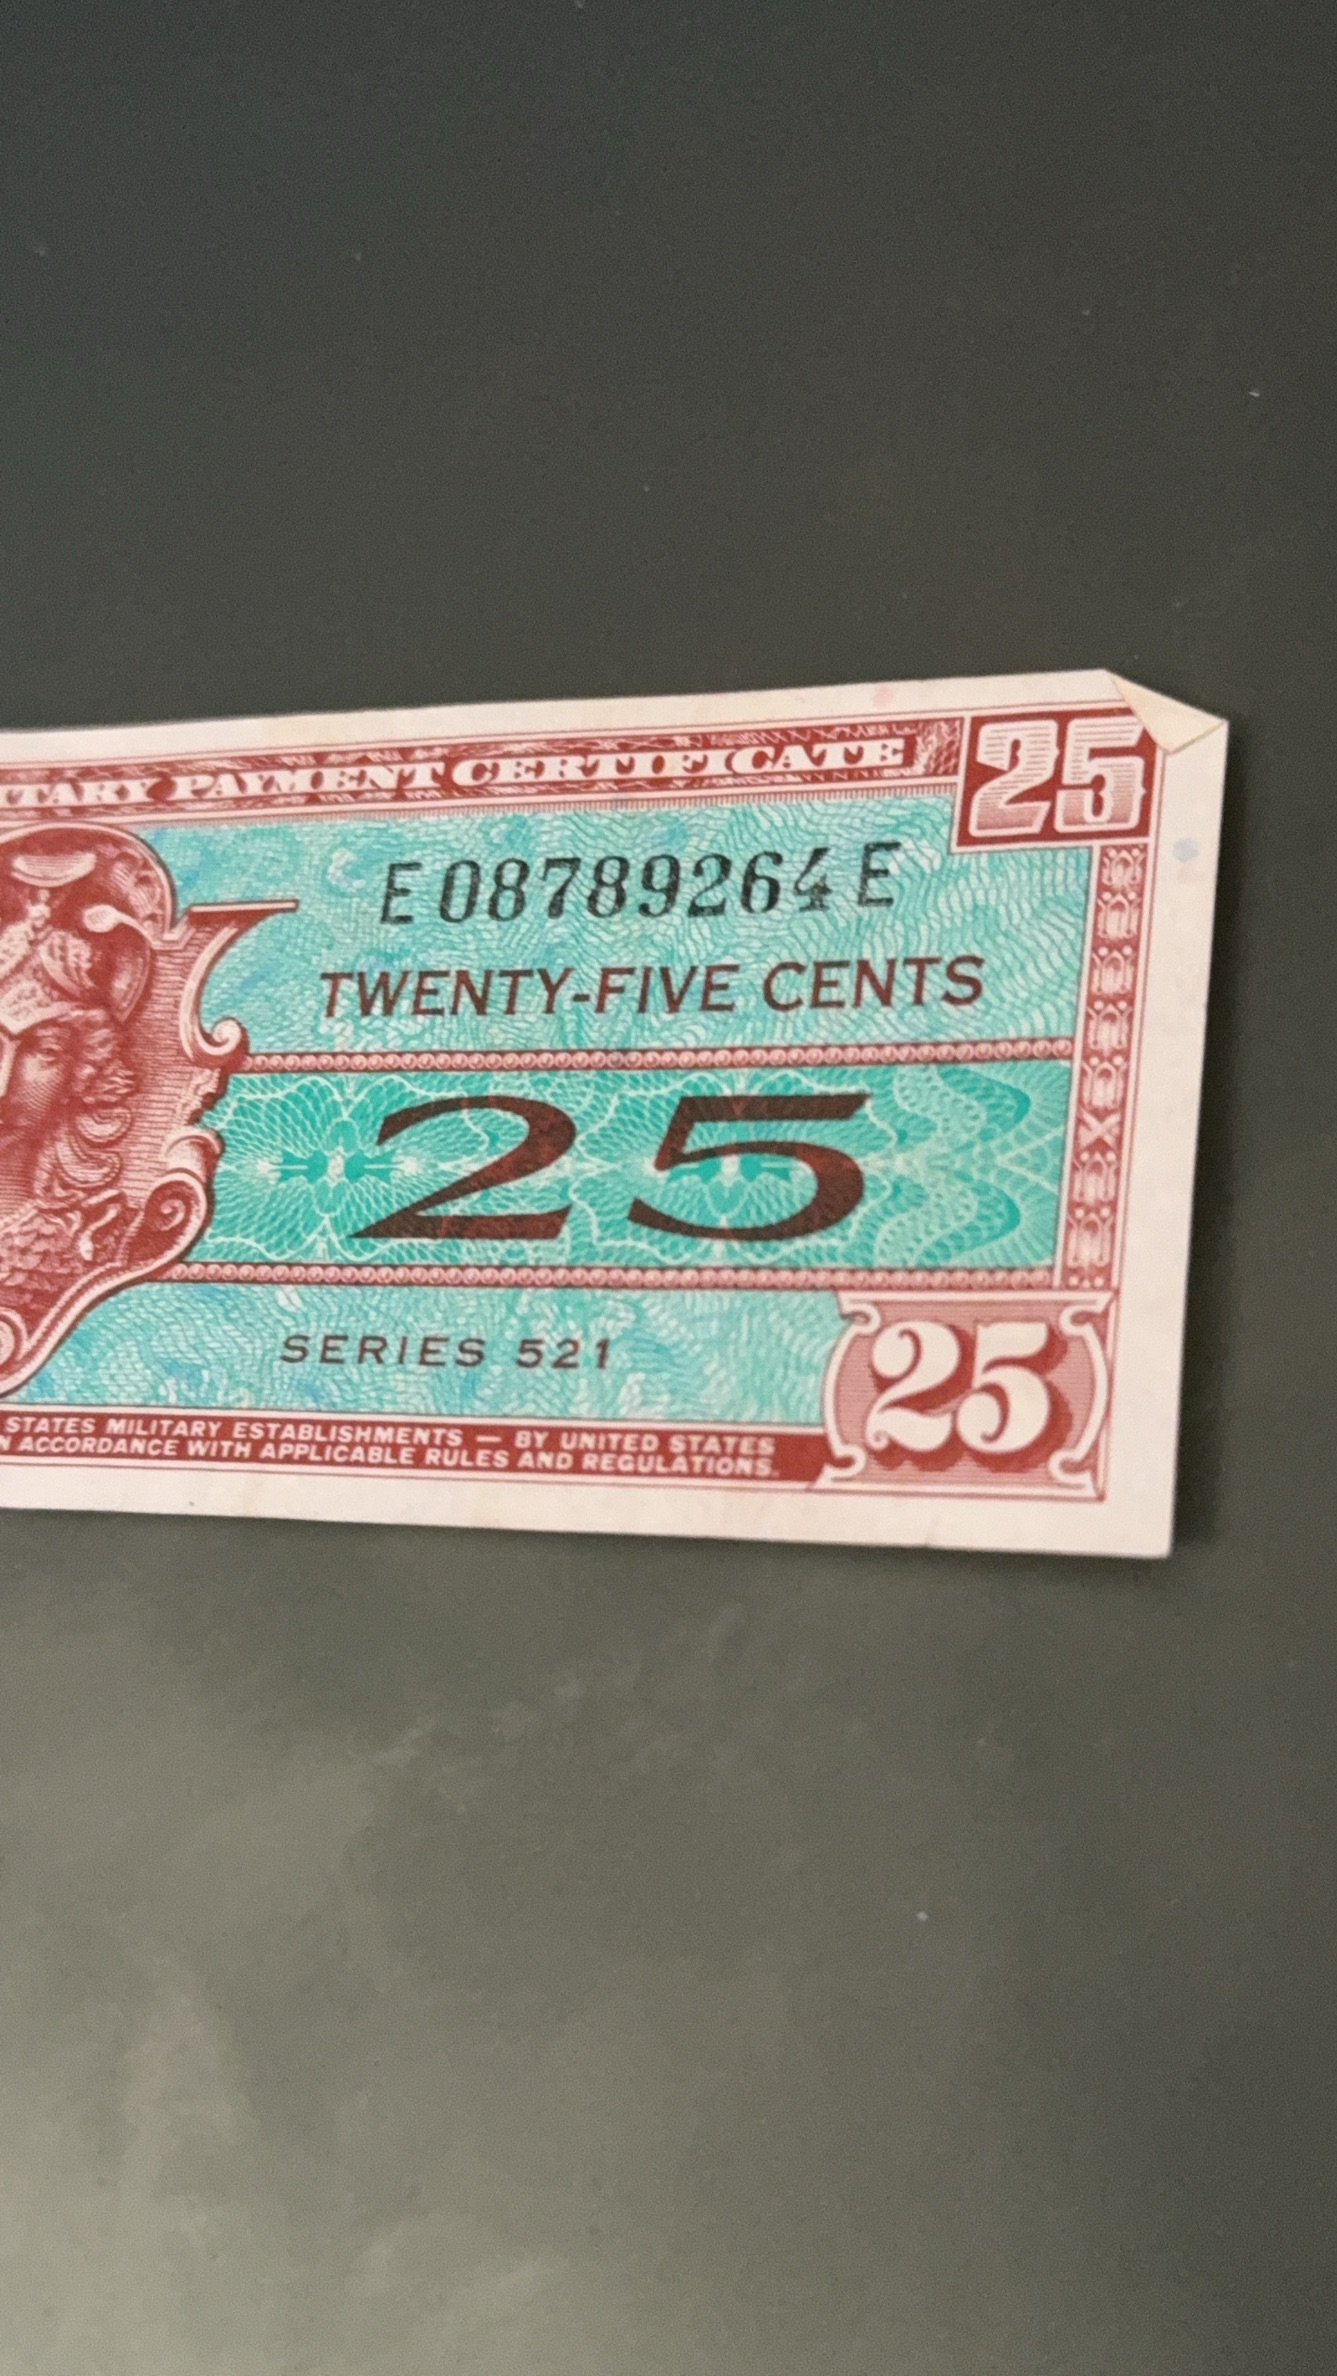 TARY PAYMENT CERTIFICATE
25
E08789264E
TWENTY-FIVE CENTS
25
SERIES 521
25
STATES MILITARY ESTABLISHMENTS — BY UNITED STATES
N ACCORDANCE WITH APPLICABLE RULES AND REGULATIONS.